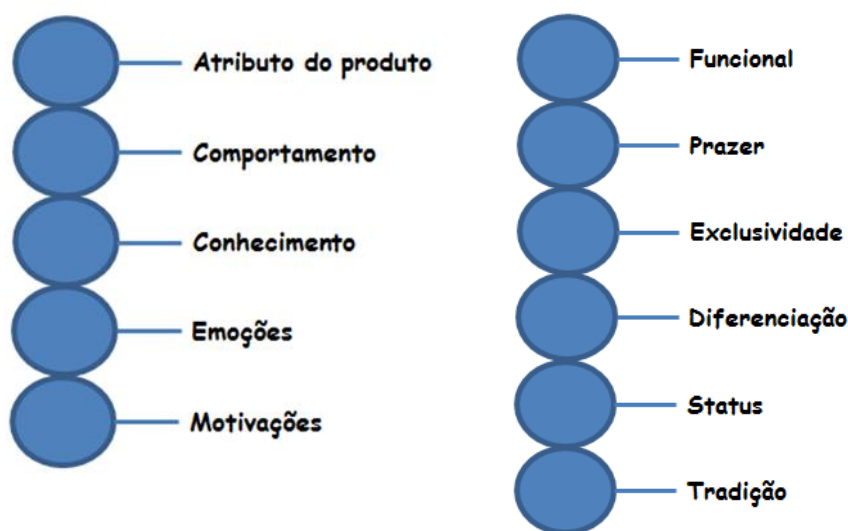 Atributo do produto
Comportamento
Conhecimento
Emoções
Motivações
Funcional
Prazer
Exclusividade
Diferenciação
Status
Tradição